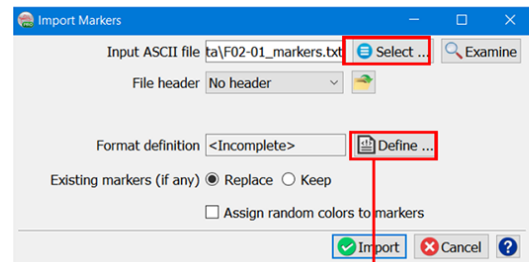 Import Markers
Input ASCII file ta\F02-01_markers.txt Select ... Examine
File header No header
Format definition <Incomplete> Define ...
Existing markers (if any) Replace Keep
Assign random colors to markers
Import Cancel ?